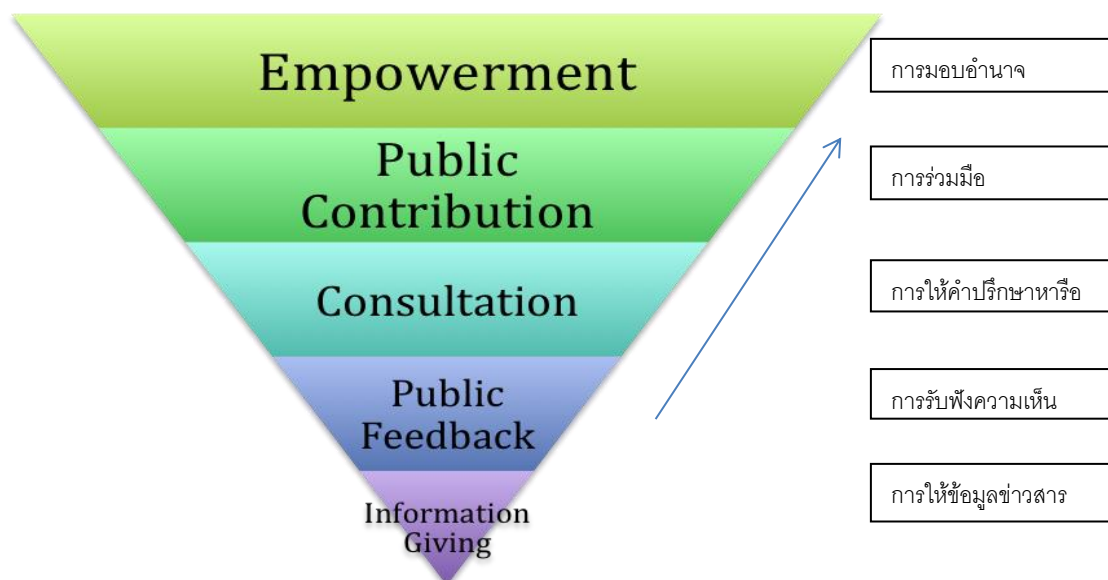 Empowerment
การมอบอำนาจ
Public
Contribution
การร่วมมือ
Consultation
การให้คำปรึกษาหารือ
Public
Feedback
การรับฟังความเห็น
Information
Giving
การให้ข้อมูลข่าวสาร